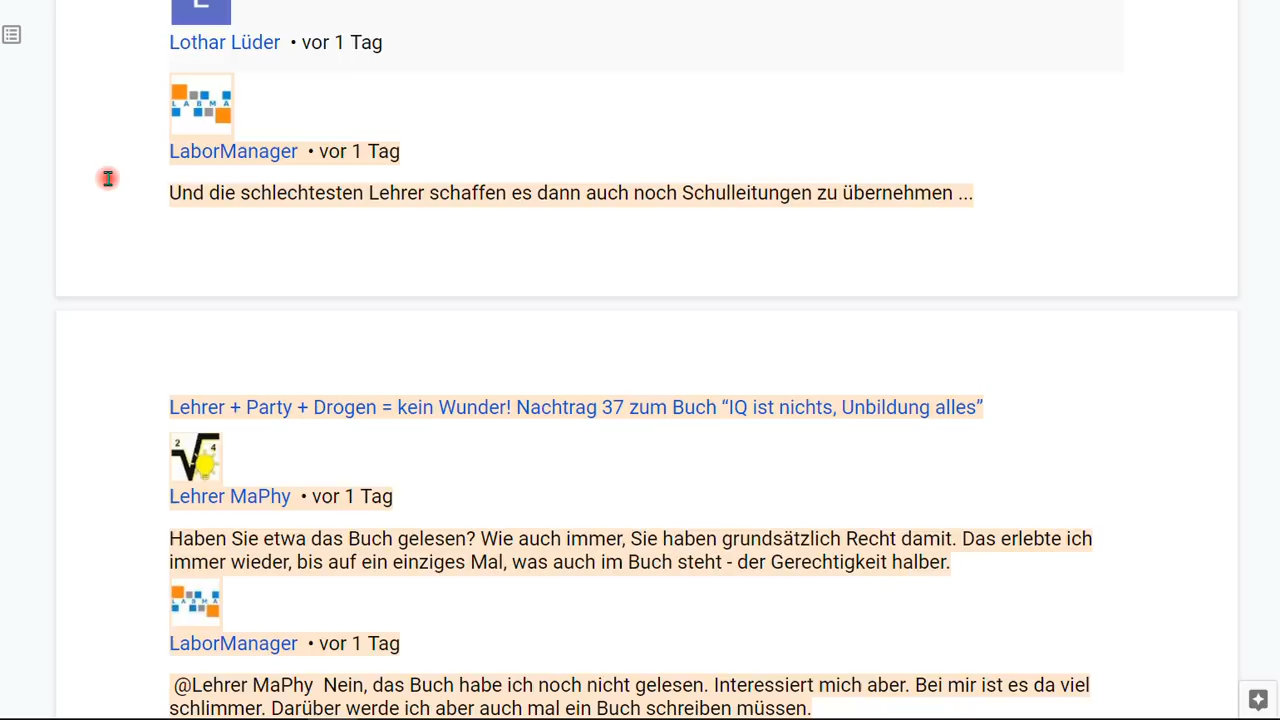 Lothar Lüder • vor 1 Tag
L A B M A
LaborManager • vor 1 Tag
Und die schlechtesten Lehrer schaffen es dann auch noch Schulleitungen zu übernehmen ...
Lehrer + Party + Drogen = kein Wunder! Nachtrag 37 zum Buch “IQ ist nichts, Unbildung alles”
2 4
Lehrer MaPhy • vor 1 Tag
Haben Sie etwa das Buch gelesen? Wie auch immer, Sie haben grundsätzlich Recht damit. Das erlebte ich
immer wieder, bis auf ein einziges Mal, was auch im Buch steht - der Gerechtigkeit halber.
L A B M A
LaborManager • vor 1 Tag
@Lehrer MaPhy Nein, das Buch habe ich noch nicht gelesen. Interessiert mich aber. Bei mir ist es da viel
schlimmer. Darüber werde ich aber auch mal ein Buch schreiben müssen.